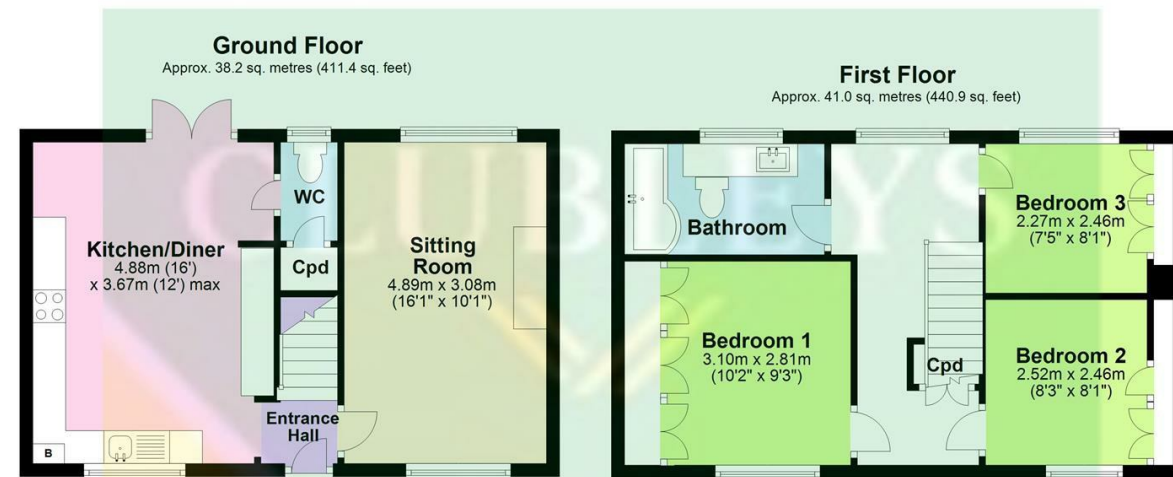 Ground Floor
Approx. 38.2 sq. metres (411.4 sq. feet)
WC
Kitchen/Diner
4.88m (16')
x 3.67m (12') max
Cpd
Sitting
Room
4.89m x 3.08m
(16'1" x 10'1")
Entrance
Hall
B
First Floor
Approx. 41.0 sq. metres (440.9 sq. feet)
Bathroom
Bedroom 3
2.27m x 2.46m
(7'5" x 8'1")
Bedroom 1
3.10m x 2.81m
(10'2" x 9'3")
Cpd
Bedroom 2
2.52m x 2.46m
(8'3" x 8'1")
CLUBLEYS